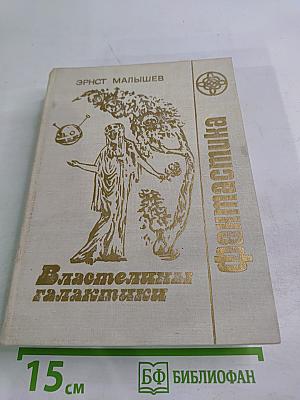 ЭРНСТ МАЛЫШЕВ
фантастика
Властелины
галактики
15 см
БФ БИБЛИОФАН